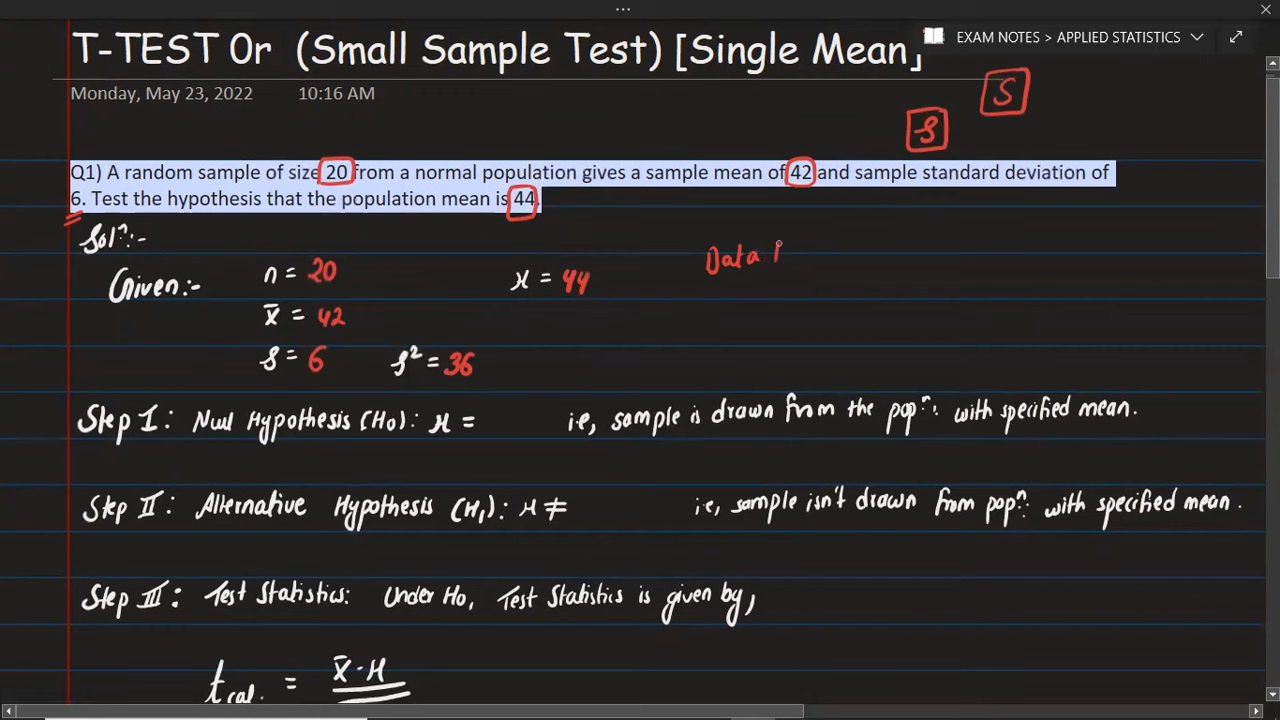 T-TEST Or (Small Sample Test) [Single Mean]
EXAM NOTES > APPLIED STATISTICS
Monday, May 23, 2022 10:16 AM
S
s
Q1) A random sample of size 20 from a normal population gives a sample mean of 42 and sample standard deviation of
6. Test the hypothesis that the population mean is 44.
Solⁿ:-
Given:- n = 20 μ = 44 Data
x̄ = 42
s = 6 s² = 36
Step I: Null Hypothesis (H₀): μ = i.e, sample is drawn from the popⁿ. with specified mean.
Step II: Alternative Hypothesis (H₁): μ ≠ i.e, sample isn't drawn from popⁿ. with specified mean.
Step III: Test Statistics: Under H₀, Test Statistics is given by,
t cal. = x̄ - μ